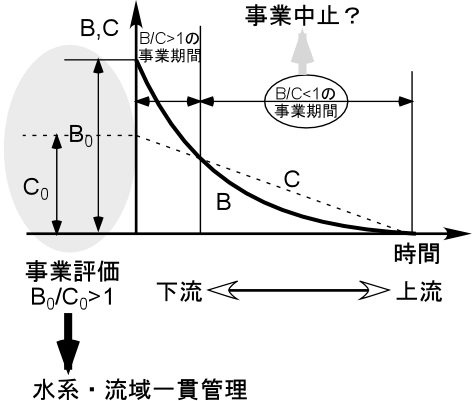 事業中止？
B,C
B/C>1の
事業期間
B/C<1の
事業期間
B₀
C₀
C
B
時間
事業評価
B₀/C₀>1
下流
上流
水系・流域一貫管理